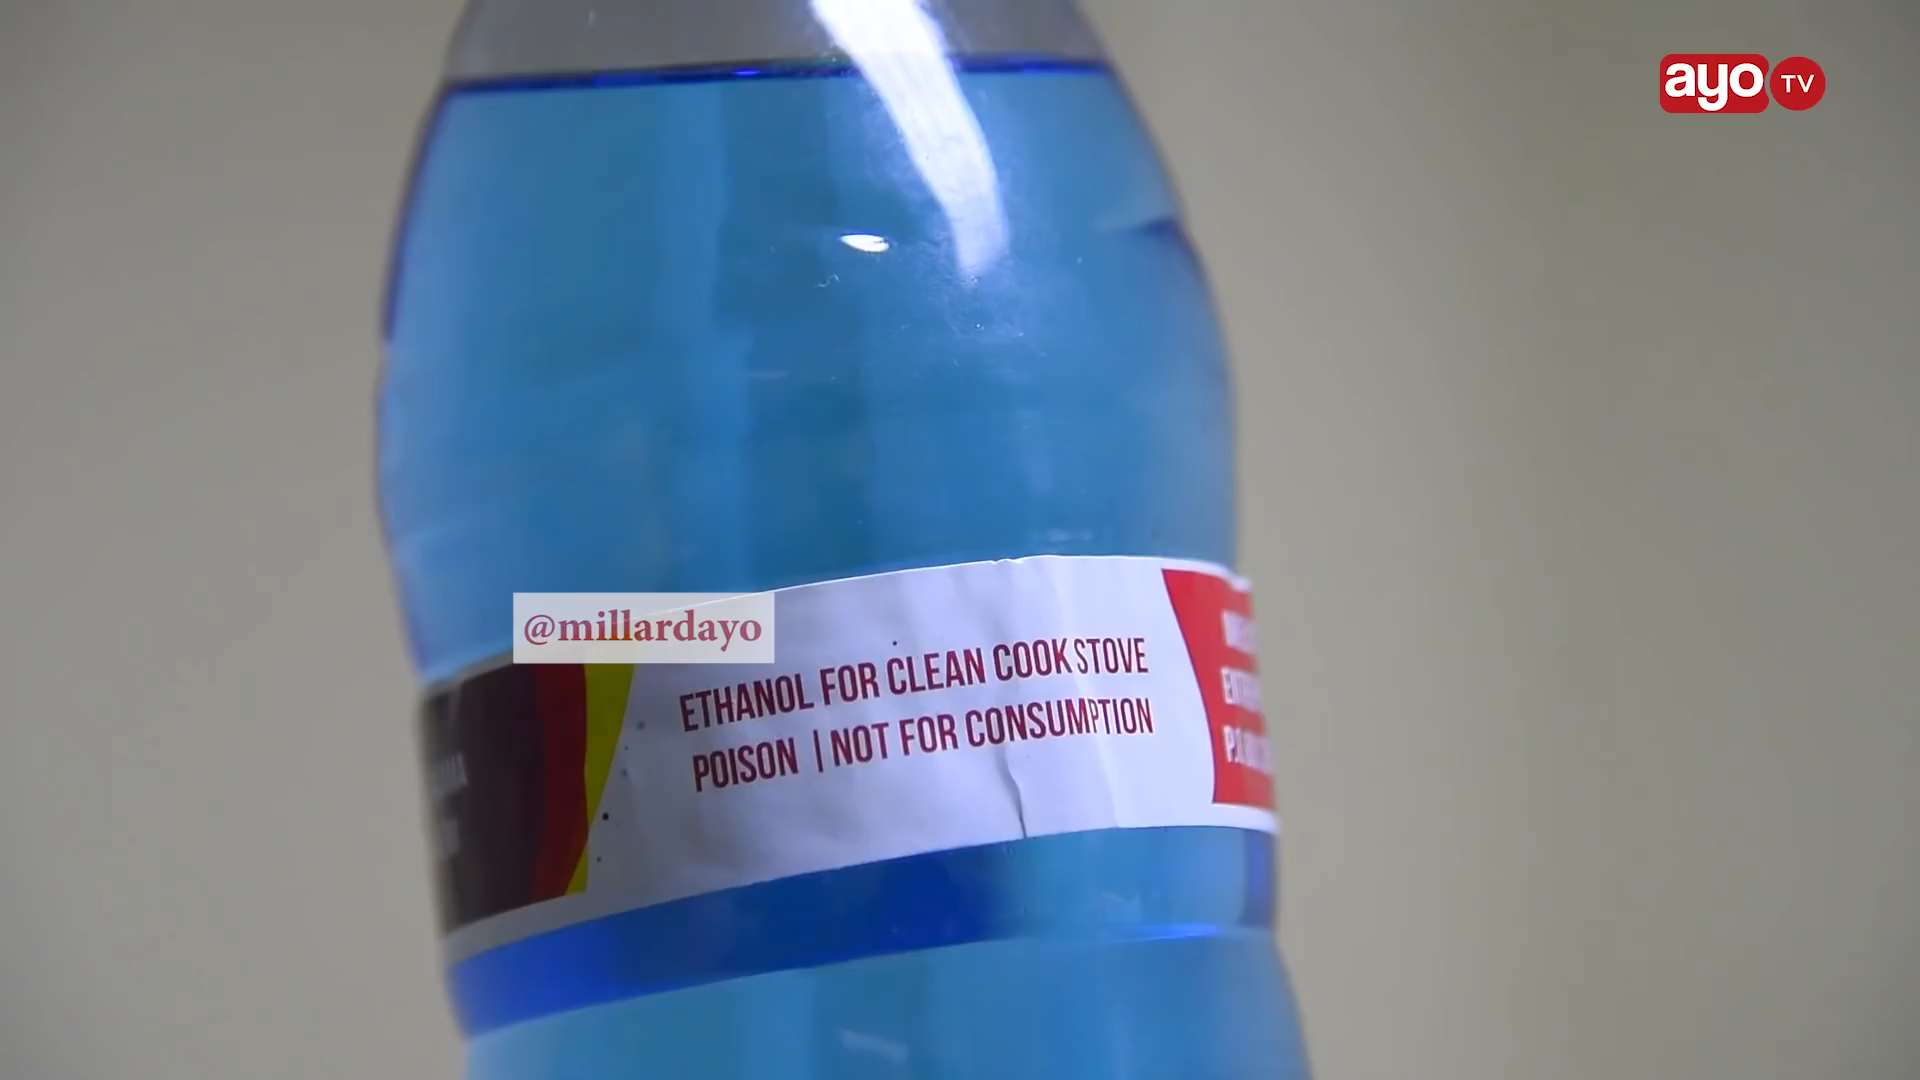 ayo TV
@millardayo
ETHANOL FOR CLEAN COOK STOVE
POISON | NOT FOR CONSUMPTION